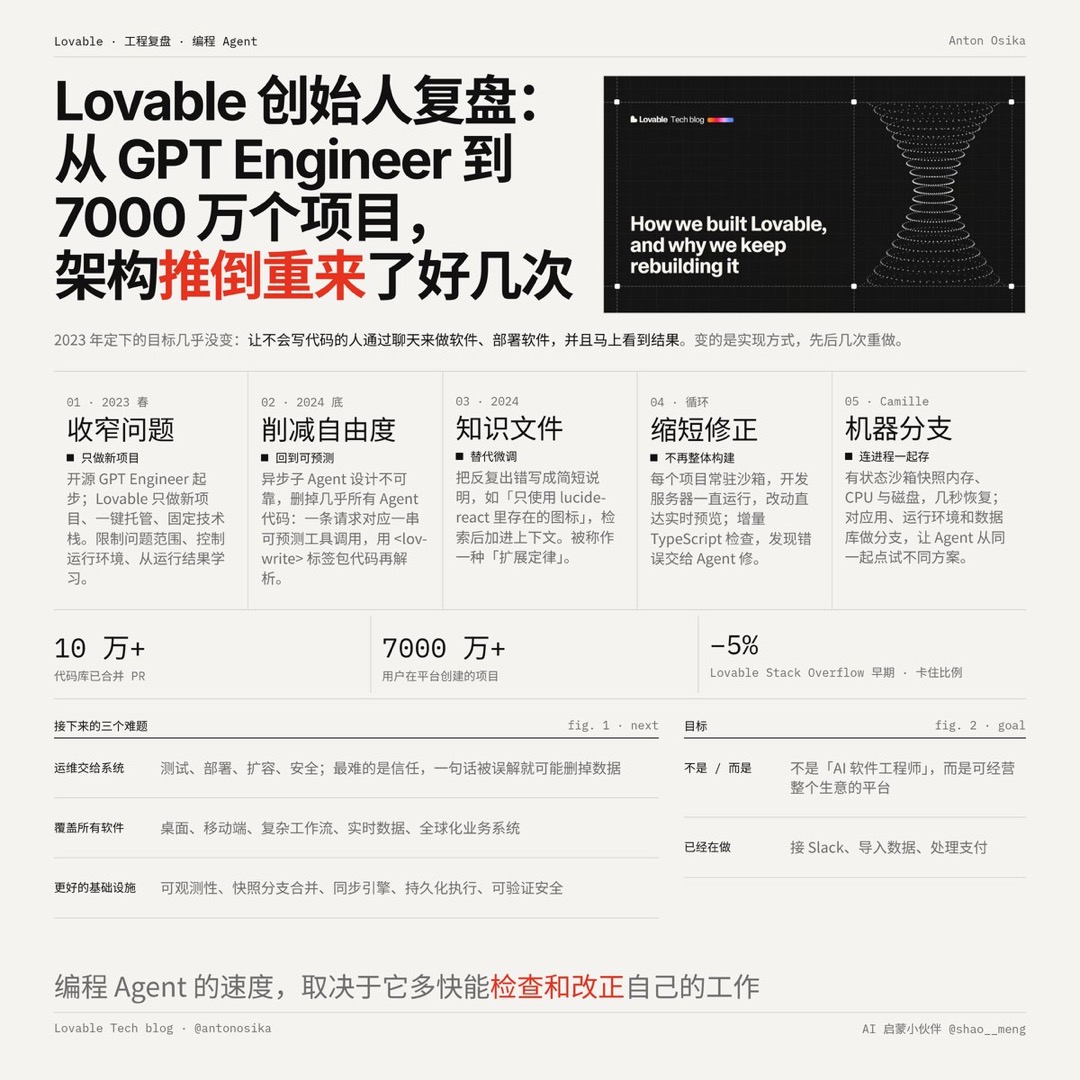 Lovable · 工程复盘 · 编程 Agent
Anton Osika
Lovable 创始人复盘：
从 GPT Engineer 到
7000 万个项目，
架构推倒重来了好几次
Lovable Tech blog
How we built Lovable,
and why we keep
rebuilding it
2023 年定下的目标几乎没变：让不会写代码的人通过聊天来做软件、部署软件，并且马上看到结果。变的是实现方式，先后几次重做。
01 · 2023 春
收窄问题
■ 只做新项目
开源 GPT Engineer 起
步；Lovable 只做新项
目、一键托管、固定技术
栈。限制问题范围、控制
运行环境、从运行结果学
习。
02 · 2024 底
削减自由度
■ 回到可预测
异步子 Agent 设计不可
靠，删掉几乎所有 Agent
代码：一条请求对应一串
可预测工具调用，用 <lov-
write> 标签包代码再解
析。
03 · 2024
知识文件
■ 替代微调
把反复出错写成简短说
明，如「只使用 lucide-
react 里存在的图标」，检
索后加进上下文。被称作
一种「扩展定律」。
04 · 循环
缩短修正
■ 不再整体构建
每个项目常驻沙箱，开发
服务器一直运行，改动直
达实时预览；增量
TypeScript 检查，发现错
误交给 Agent 修。
05 · Camille
机器分支
■ 连进程一起存
有状态沙箱快照内存、
CPU 与磁盘，几秒恢复；
对应用、运行环境和数据
库做分支，让 Agent 从同
一起点试不同方案。
10 万+
代码库已合并 PR
7000 万+
用户在平台创建的项目
−5%
Lovable Stack Overflow 早期 · 卡住比例
接下来的三个难题
fig. 1 · next
运维交给系统
测试、部署、扩容、安全；最难的是信任，一句话被误解就可能删掉数据
覆盖所有软件
桌面、移动端、复杂工作流、实时数据、全球化业务系统
更好的基础设施
可观测性、快照分支合并、同步引擎、持久化执行、可验证安全
目标
fig. 2 · goal
不是 / 而是
不是「AI 软件工程师」，而是可经营
整个生意的平台
已经在做
接 Slack、导入数据、处理支付
编程 Agent 的速度，取决于它多快能检查和改正自己的工作
Lovable Tech blog · @antonosika
AI 启蒙小伙伴 @shao__meng